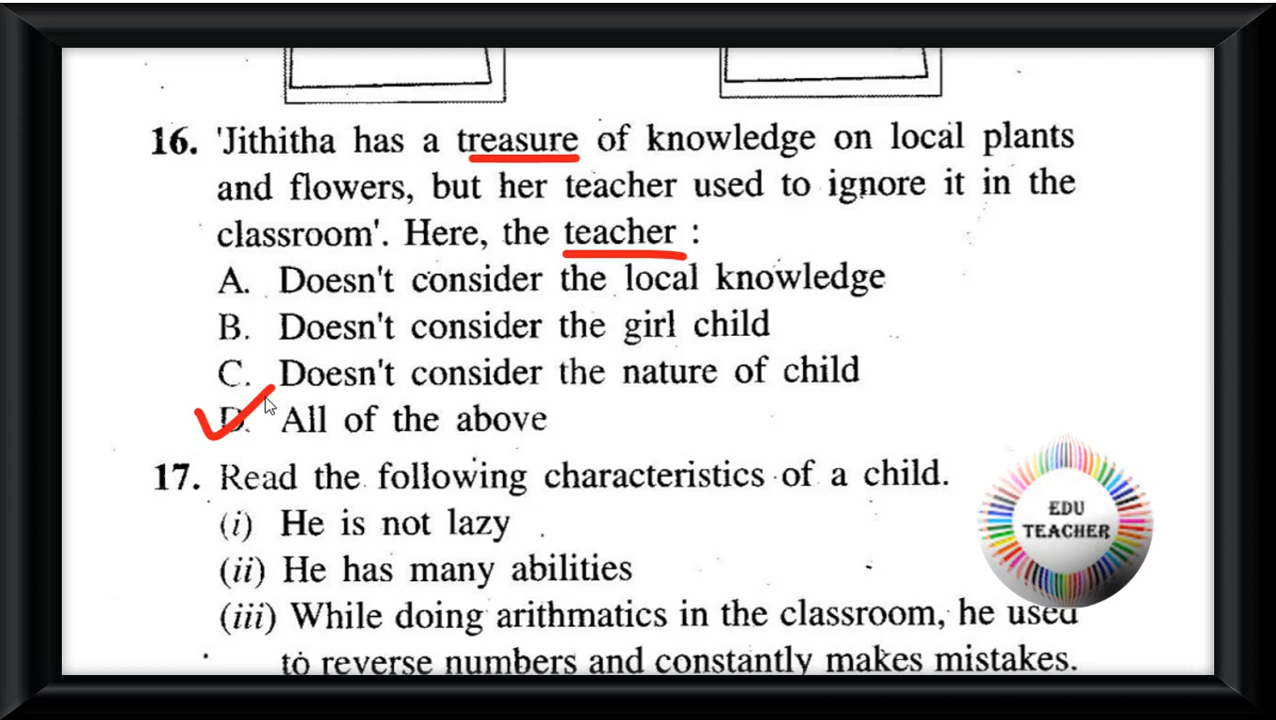 16. 'Jithitha has a treasure of knowledge on local plants
and flowers, but her teacher used to ignore it in the
classroom'. Here, the teacher :
A. Doesn't consider the local knowledge
B. Doesn't consider the girl child
C. Doesn't consider the nature of child
D. All of the above
17. Read the following characteristics of a child.
(i) He is not lazy
(ii) He has many abilities
(iii) While doing arithmatics in the classroom, he used
to reverse numbers and constantly makes mistakes.
EDU
TEACHER